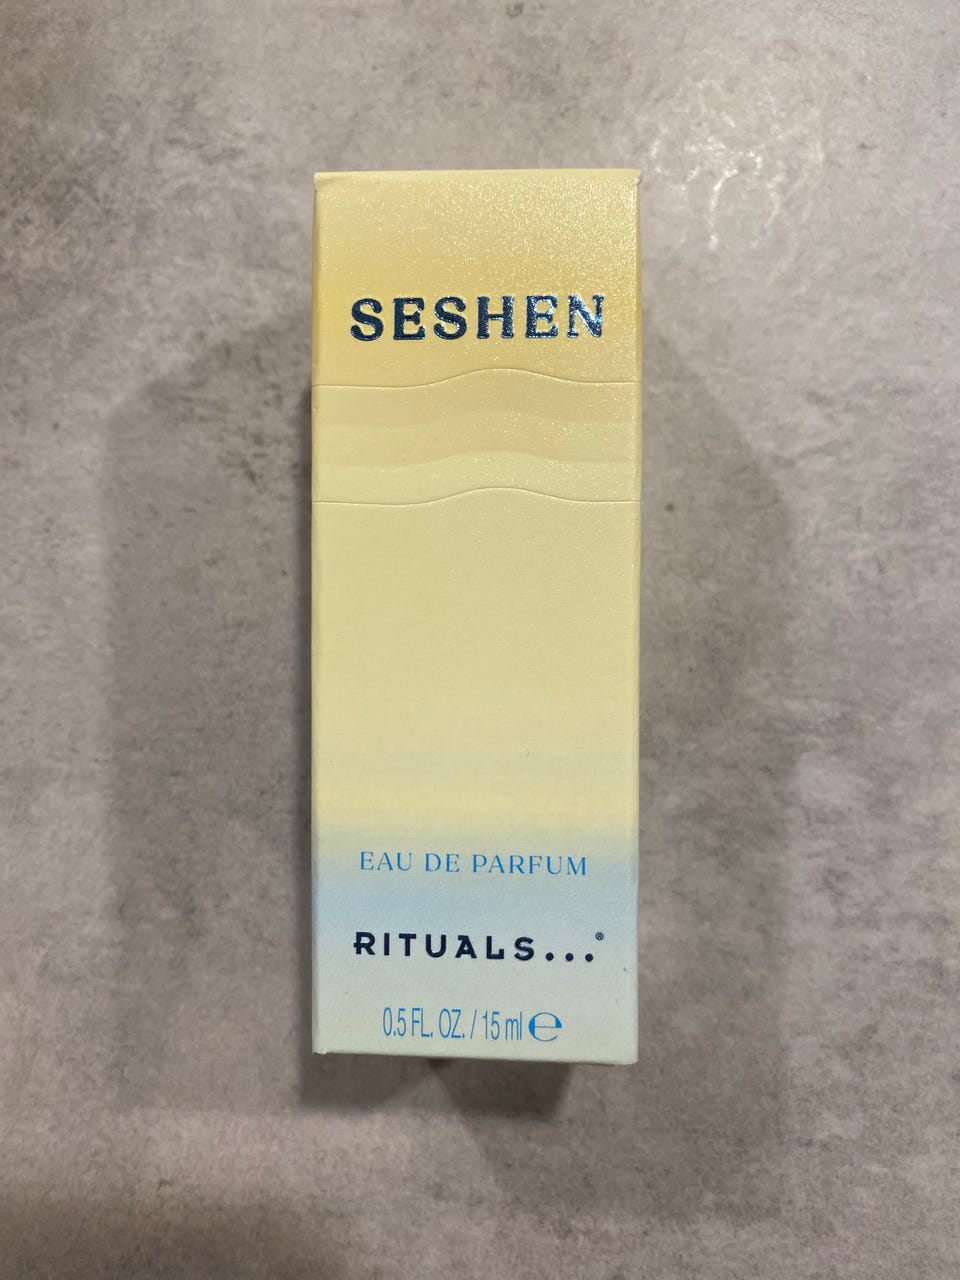 SESHEN
EAU DE PARFUM
RITUALS...®
0.5 FL. OZ. / 15 ml ℮